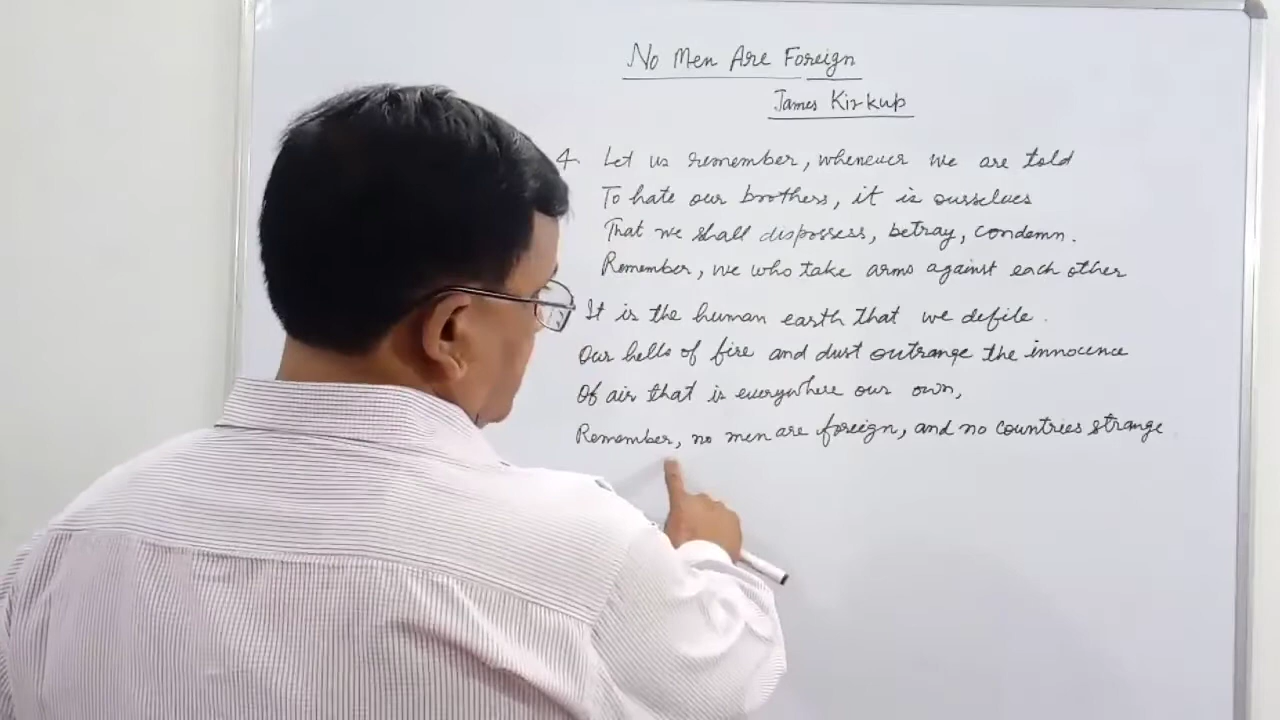 No Men Are Foreign
James Kirkup
4. Let us remember, whenever we are told
To hate our brothers, it is ourselves
That we shall dispossess, betray, condemn.
Remember, we who take arms against each other
It is the human earth that we defile.
Our hells of fire and dust outrange the innocence
Of air that is everywhere our own,
Remember, no men are foreign, and no countries strange